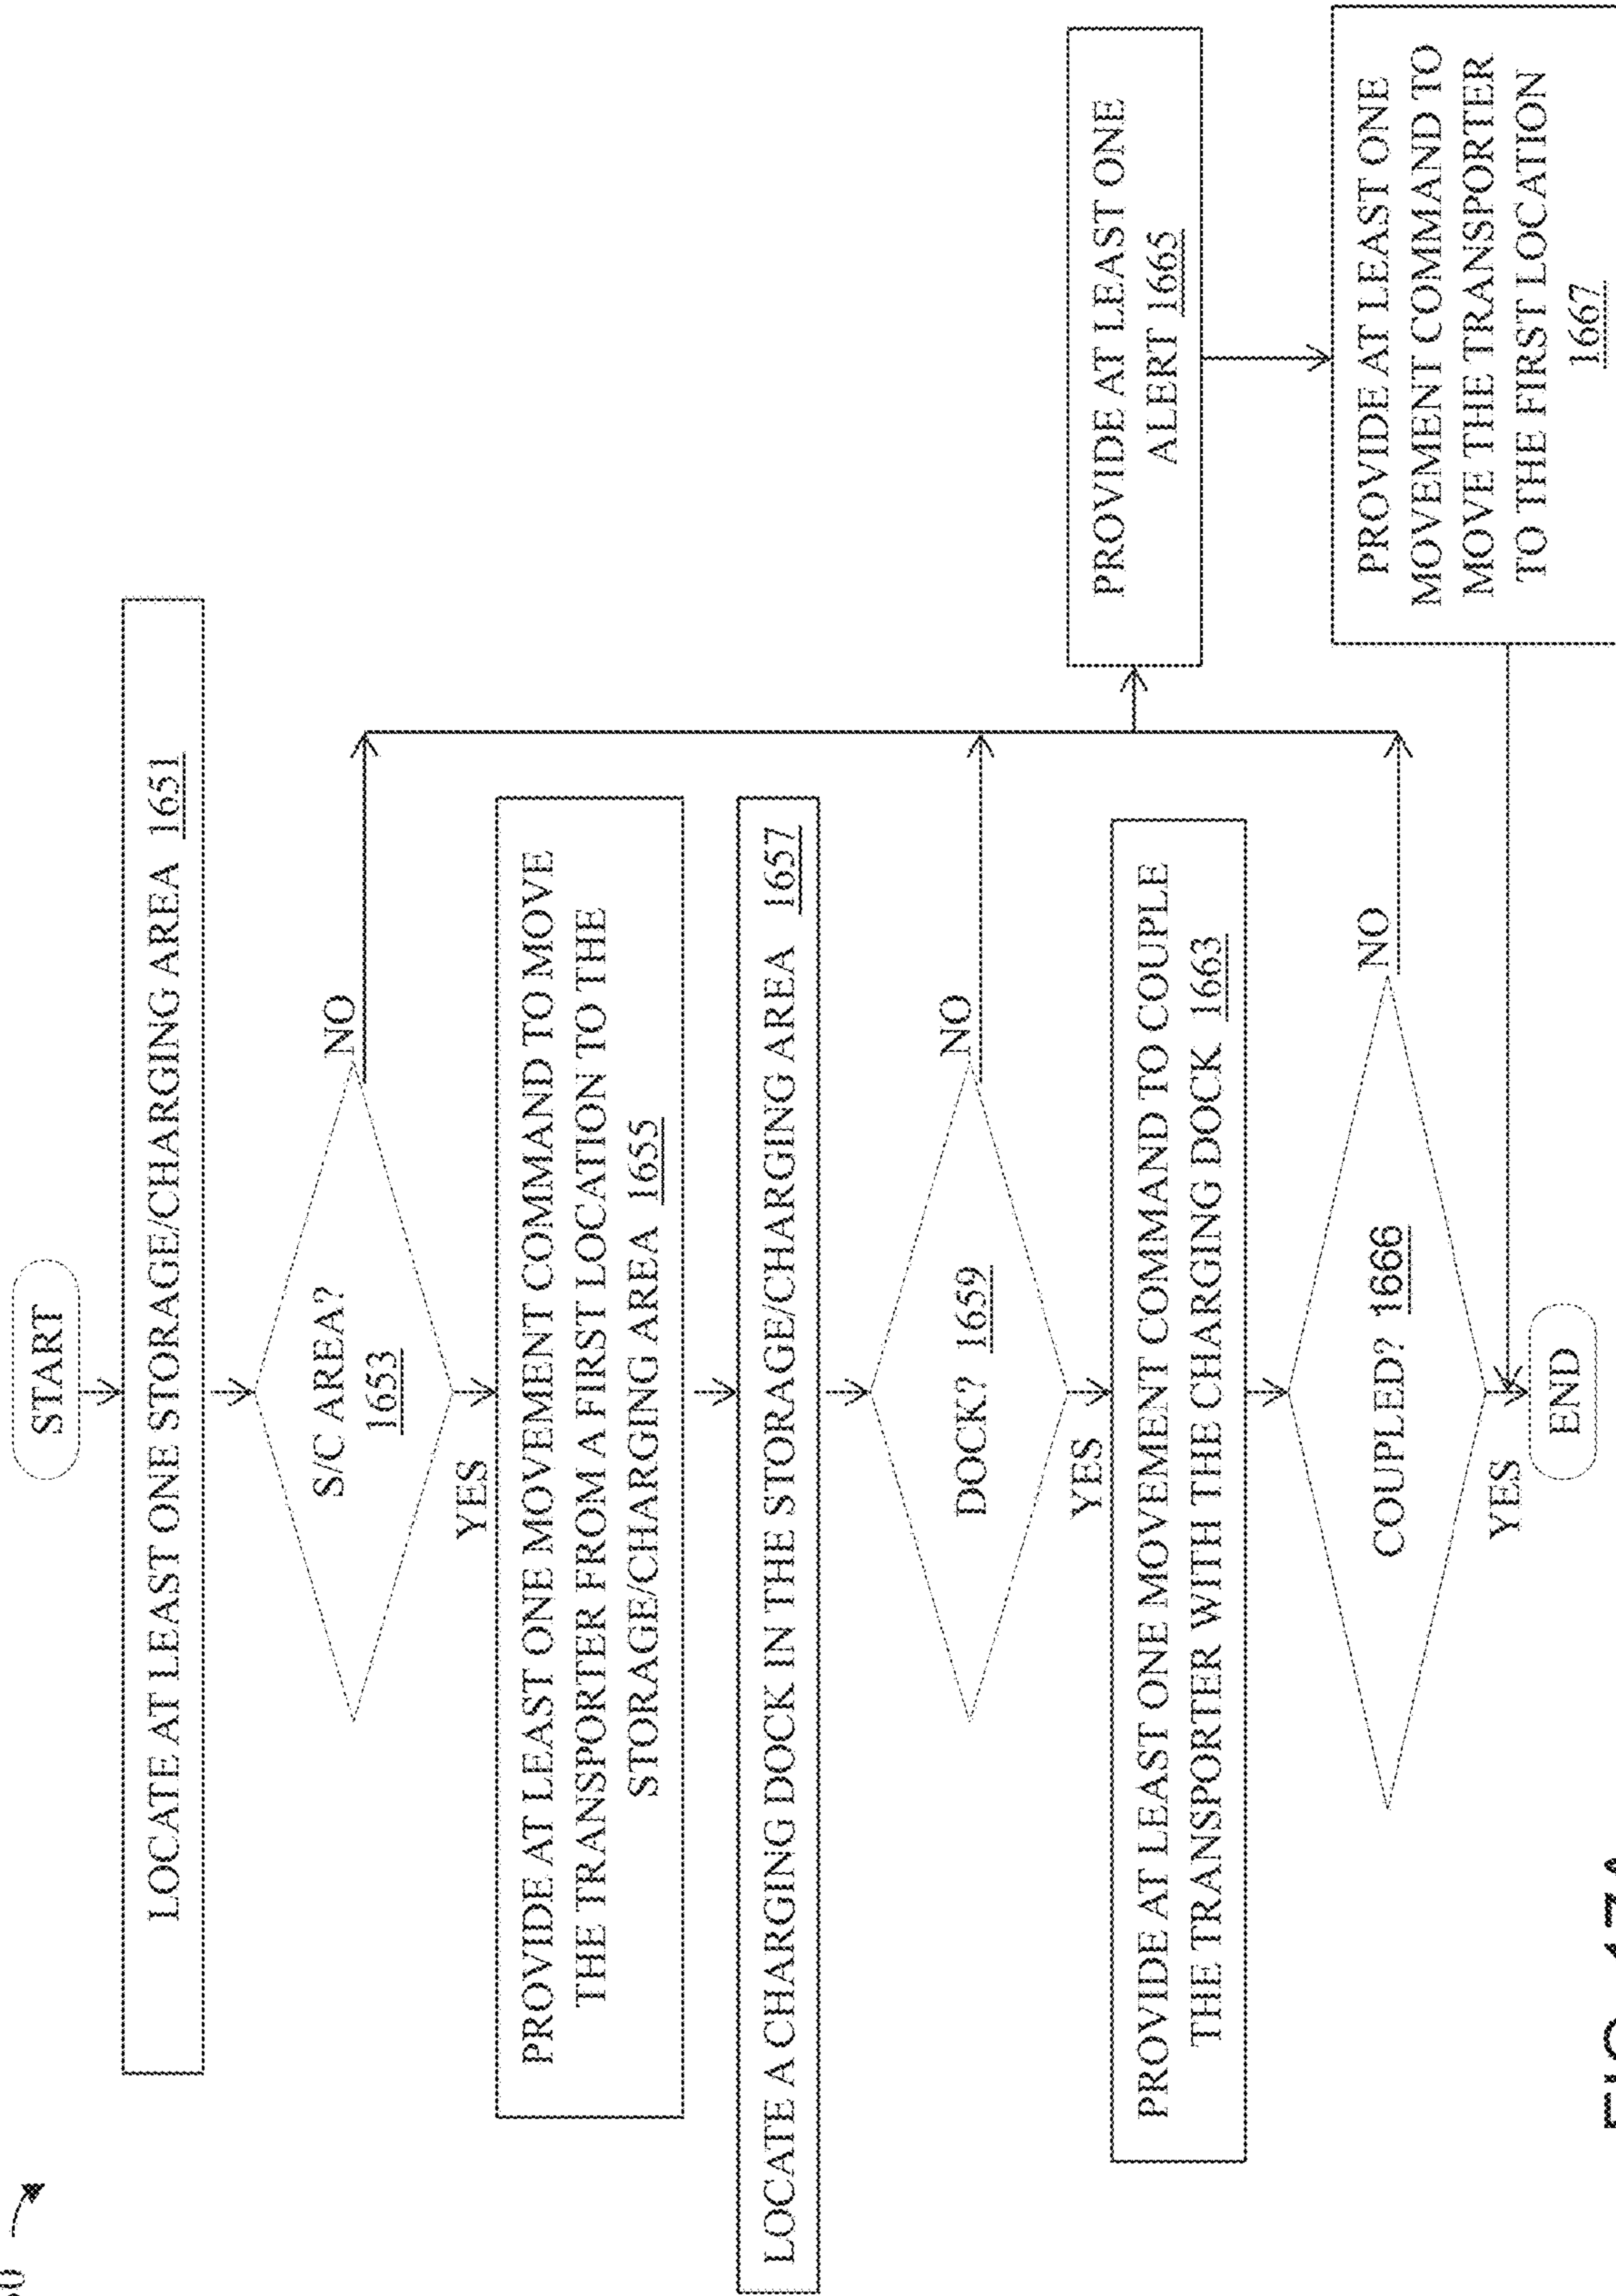 START
LOCATE AT LEAST ONE STORAGE/CHARGING AREA 1651
S/C AREA?
1653
NO
YES
PROVIDE AT LEAST ONE MOVEMENT COMMAND TO MOVE
THE TRANSPORTER FROM A FIRST LOCATION TO THE
STORAGE/CHARGING AREA 1655
LOCATE A CHARGING DOCK IN THE STORAGE/CHARGING AREA 1657
DOCK? 1659
NO
YES
PROVIDE AT LEAST ONE MOVEMENT COMMAND TO COUPLE
THE TRANSPORTER WITH THE CHARGING DOCK 1663
COUPLED? 1666
NO
YES
END
PROVIDE AT LEAST ONE
ALERT 1665
PROVIDE AT LEAST ONE
MOVEMENT COMMAND TO
MOVE THE TRANSPORTER
TO THE FIRST LOCATION
1667